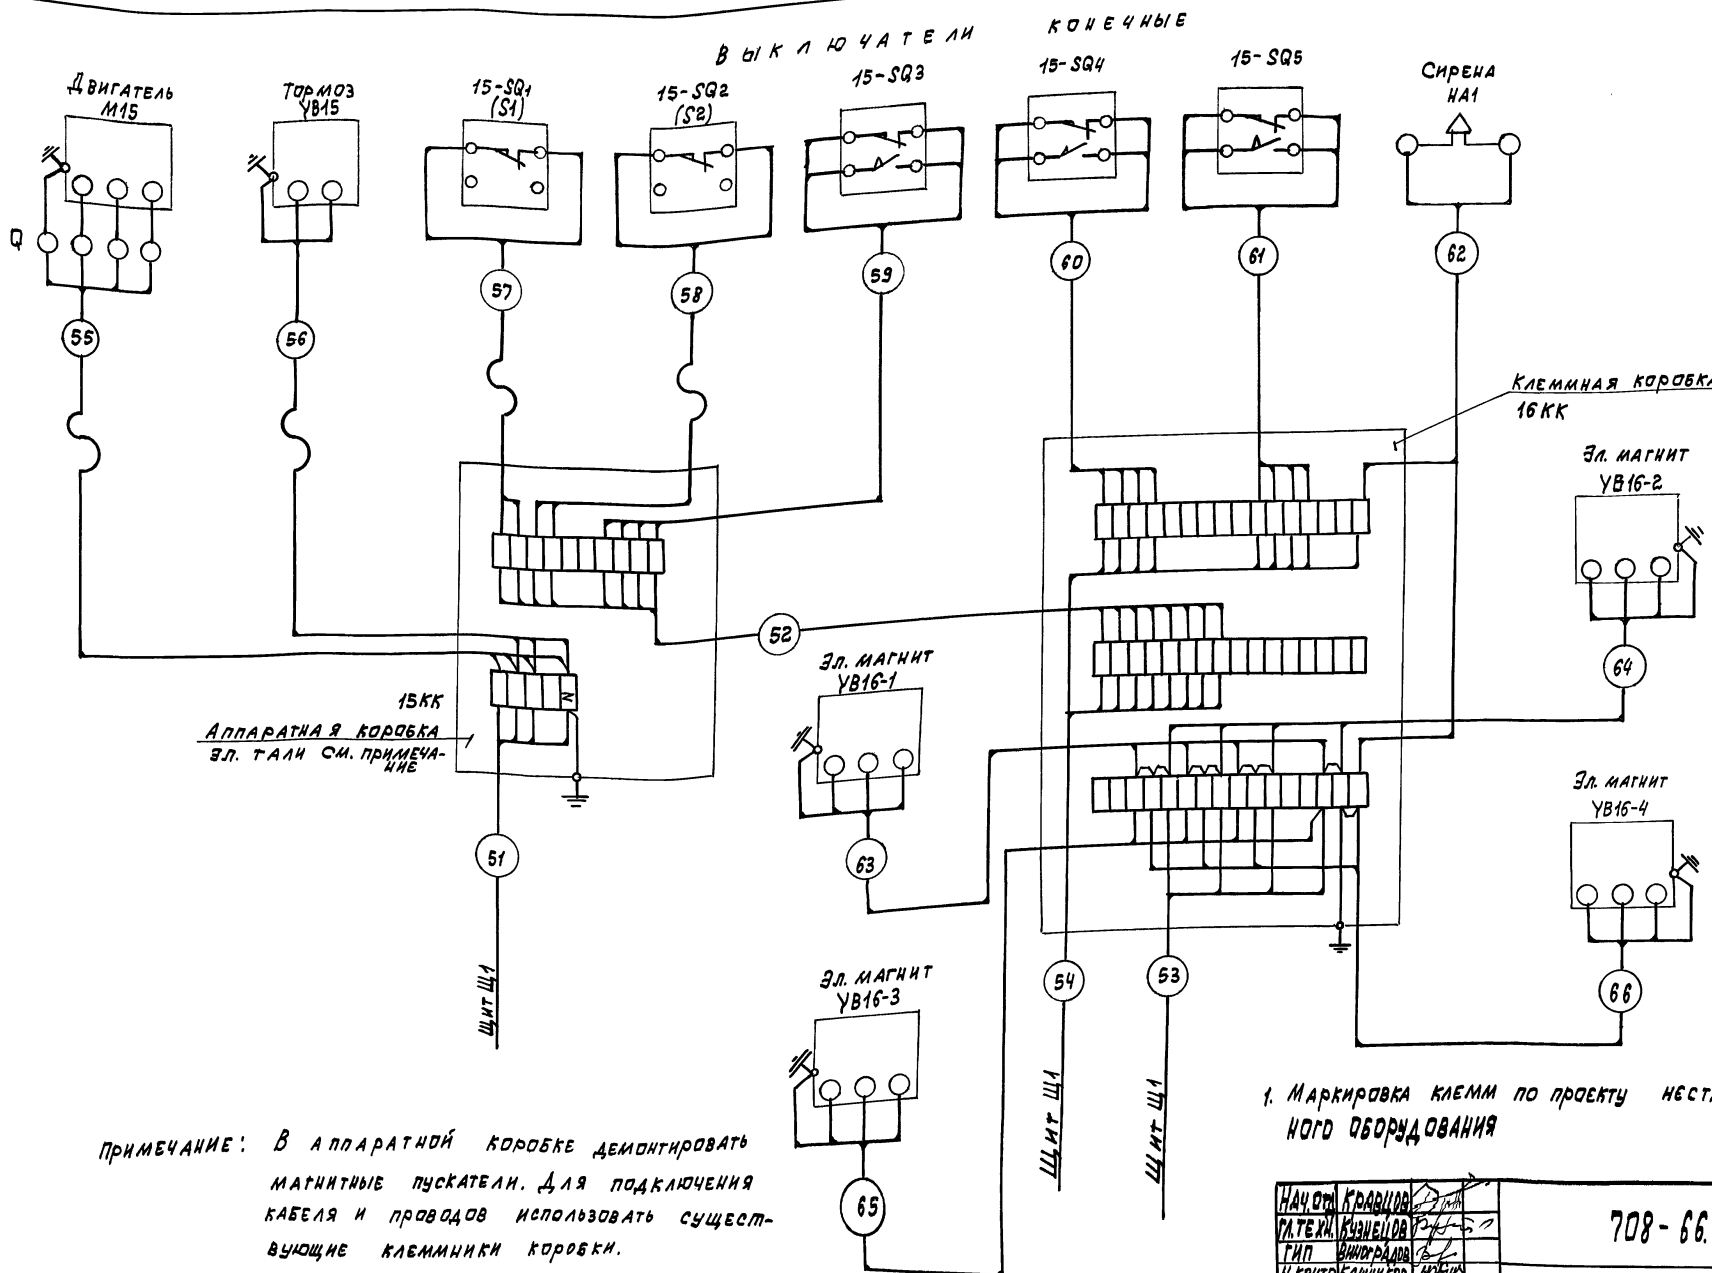 ВЫКЛЮЧАТЕЛИ КОНЕЧНЫЕ
Двигатель
М15
Тормоз
YB15
15-SQ1
(S1)
15-SQ2
(S2)
15-SQ3
15-SQ4
15-SQ5
Сирена
НА1
Q
55
56
57
58
59
60
61
62
Клеммная коробка
16КК
Эл. магнит
YB16-2
64
52
N
15КК
Аппаратная коробка
эл. тали см. примеча-
ние
Эл. магнит
YB16-1
63
51
Щит Щ1
Эл. магнит
YB16-4
66
Эл. магнит
YB16-3
65
54
53
Щит Щ1
Щит Щ1
1. Маркировка клемм по проекту
ного оборудования
Примечание: В аппаратной коробке демонтировать
магнитные пускатели. Для подключения
кабеля и проводов использовать сущест-
вующие клеммники коробки.
Нач.отд Кравцов
Гл.техн. Кузнецов
ГИП Виноградов
708-66.